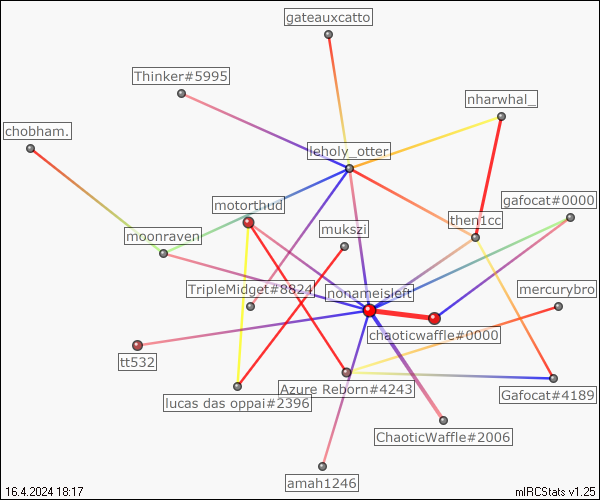 gateauxcatto
Thinker#5995
nharwhal_
chobham.
leholy_otter
gafocat#0000
motorthud
then1cc
mukszi
moonraven
TripleMidget#8824
nonameisleft
mercurybro
chaoticwaffle#0000
tt532
Azure Reborn#4243
Gafocat#4189
lucas das oppai#2396
ChaoticWaffle#2006
amah1246
16.4.2024 18:17
mIRCStats v1.25